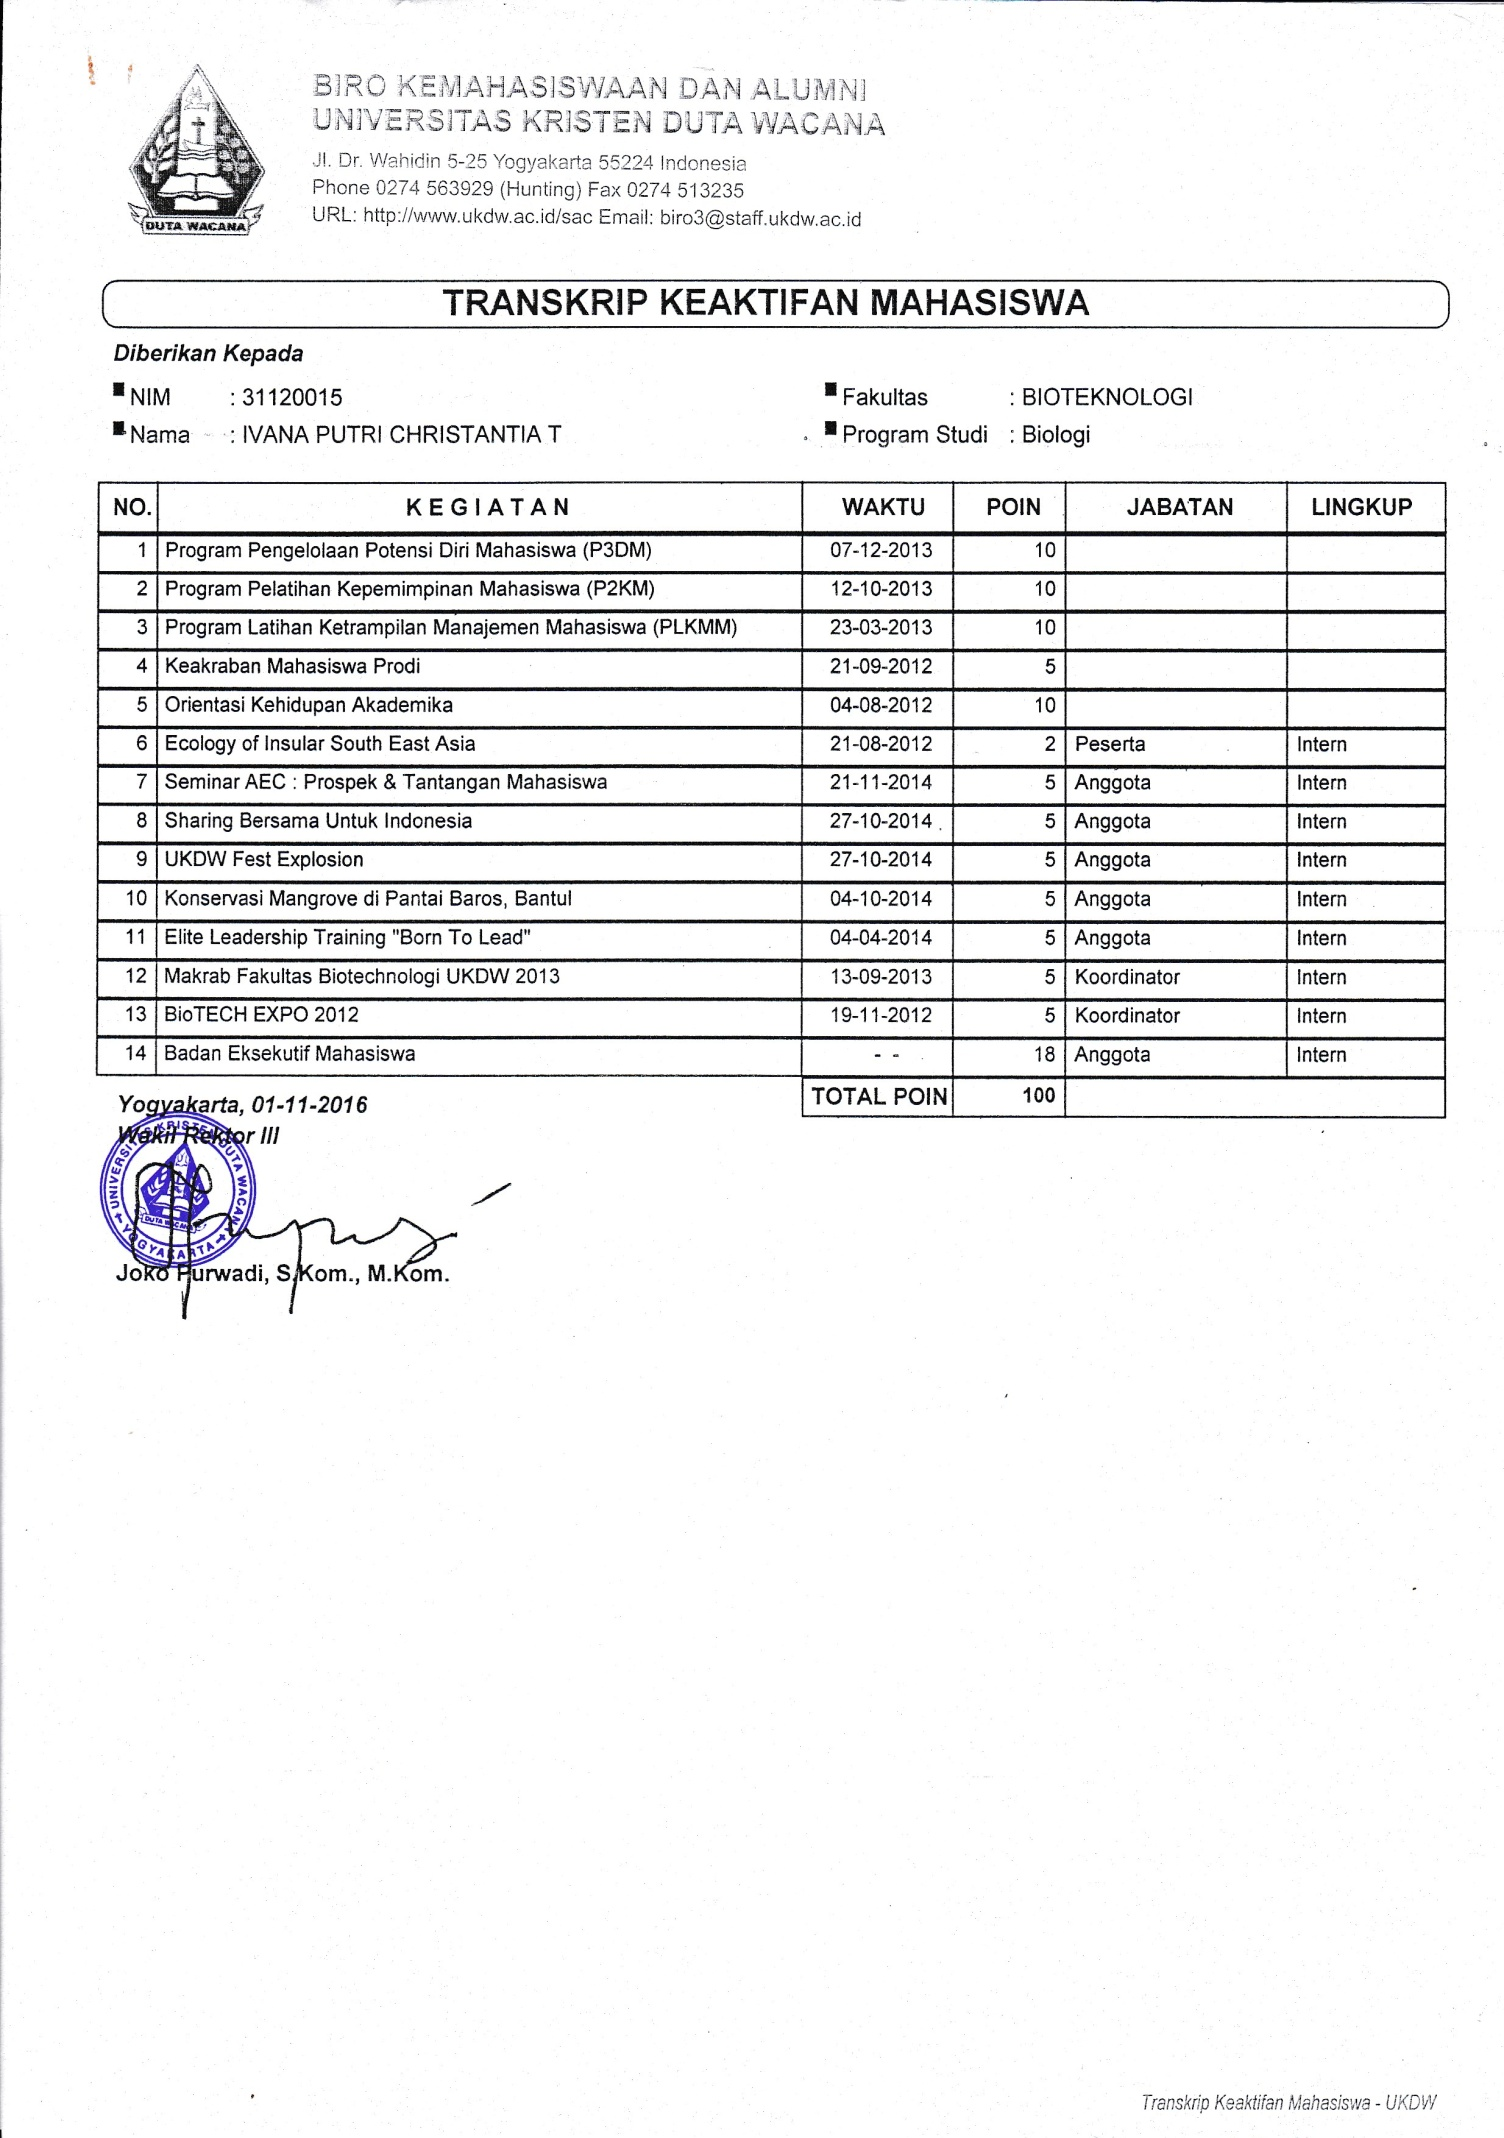 DUTA WACANA
BIRO KEMAHASISWAAN DAN ALUMNI
UNIVERSITAS KRISTEN DUTA WACANA
Jl. Dr. Wahidin 5-25 Yogyakarta 55224 Indonesia
Phone 0274 563929 (Hunting) Fax 0274 513235
URL: http://www.ukdw.ac.id/sac Email: biro3@staff.ukdw.ac.id
TRANSKRIP KEAKTIFAN MAHASISWA
Diberikan Kepada
NIM : 31120015 Fakultas : BIOTEKNOLOGI
Nama : IVANA PUTRI CHRISTANTIA T Program Studi : Biologi
NO. K E G I A T A N WAKTU POIN JABATAN LINGKUP
1 Program Pengelolaan Potensi Diri Mahasiswa (P3DM) 07-12-2013 10
2 Program Pelatihan Kepemimpinan Mahasiswa (P2KM) 12-10-2013 10
3 Program Latihan Ketrampilan Manajemen Mahasiswa (PLKMM) 23-03-2013 10
4 Keakraban Mahasiswa Prodi 21-09-2012 5
5 Orientasi Kehidupan Akademika 04-08-2012 10
6 Ecology of Insular South East Asia 21-08-2012 2 Peserta Intern
7 Seminar AEC : Prospek & Tantangan Mahasiswa 21-11-2014 5 Anggota Intern
8 Sharing Bersama Untuk Indonesia 27-10-2014 5 Anggota Intern
9 UKDW Fest Explosion 27-10-2014 5 Anggota Intern
10 Konservasi Mangrove di Pantai Baros, Bantul 04-10-2014 5 Anggota Intern
11 Elite Leadership Training "Born To Lead" 04-04-2014 5 Anggota Intern
12 Makrab Fakultas Biotechnologi UKDW 2013 13-09-2013 5 Koordinator Intern
13 BioTECH EXPO 2012 19-11-2012 5 Koordinator Intern
14 Badan Eksekutif Mahasiswa - - 18 Anggota Intern
TOTAL POIN 100
Yogyakarta, 01-11-2016
Wakil Rektor III
UNIVERSITAS KRISTEN DUTA WACANA
DUTA WACANA
YOGYAKARTA
Joko Purwadi, S.Kom., M.Kom.
Transkrip Keaktifan Mahasiswa - UKDW